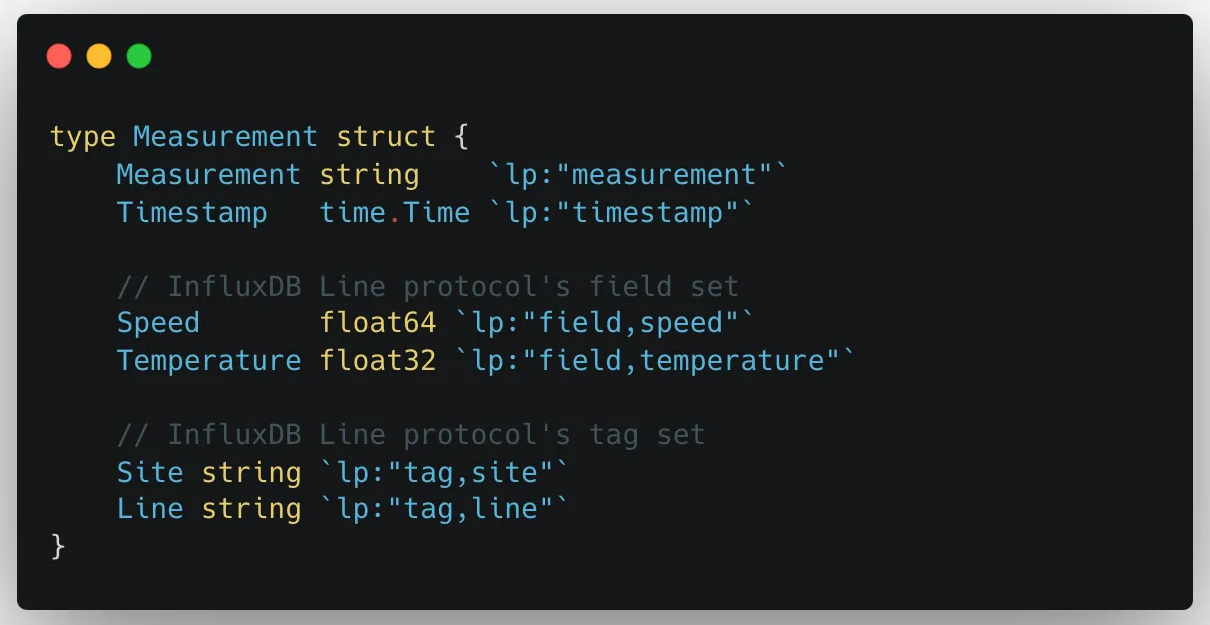 type Measurement struct {
    Measurement string    `lp:"measurement"`
    Timestamp   time.Time `lp:"timestamp"`

    // InfluxDB Line protocol's field set
    Speed       float64 `lp:"field,speed"`
    Temperature float32 `lp:"field,temperature"`

    // InfluxDB Line protocol's tag set
    Site string `lp:"tag,site"`
    Line string `lp:"tag,line"`
}